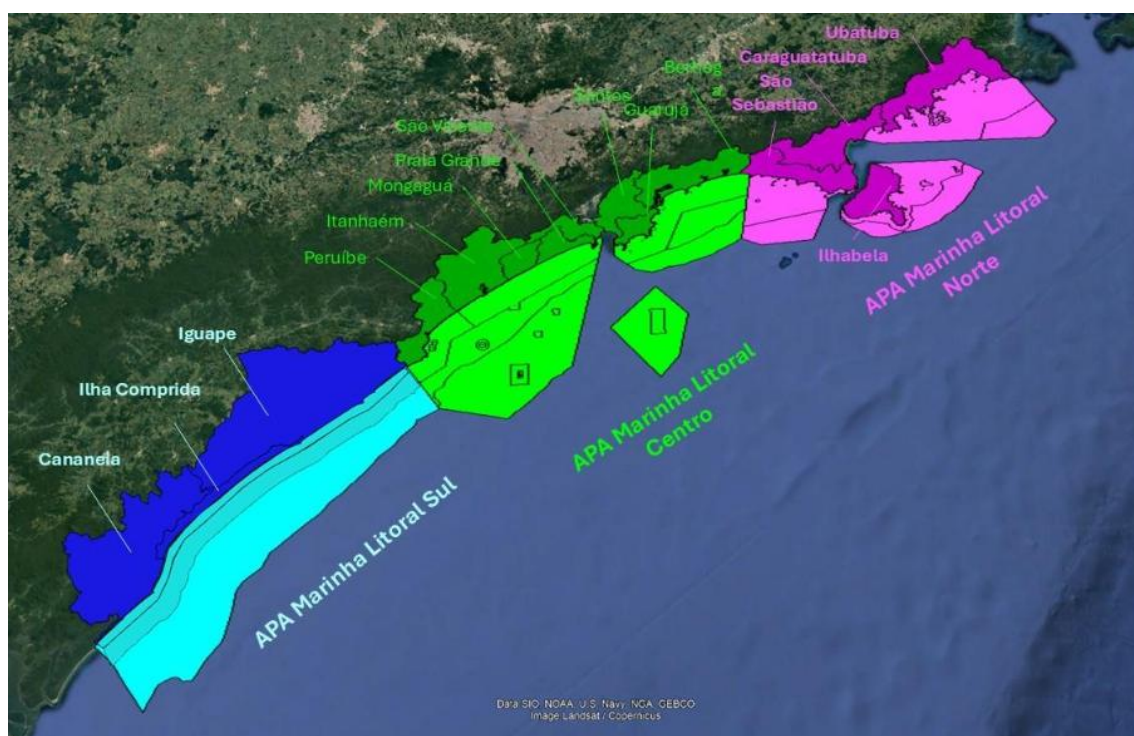 Ubatuba
Caraguatatuba
São
Sebastião
Bertiog
a
Santos
Guarujá
São Vicente
Praia Grande
Mongaguá
Itanhaém
Peruíbe
Iguape
Ilha Comprida
Cananeia
Ilhabela
APA Marinha Litoral
Norte
APA Marinha Litoral
Centro
APA Marinha Litoral Sul
Data SIO, NOAA, U.S. Navy, NGA, GEBCO
Image Landsat / Copernicus